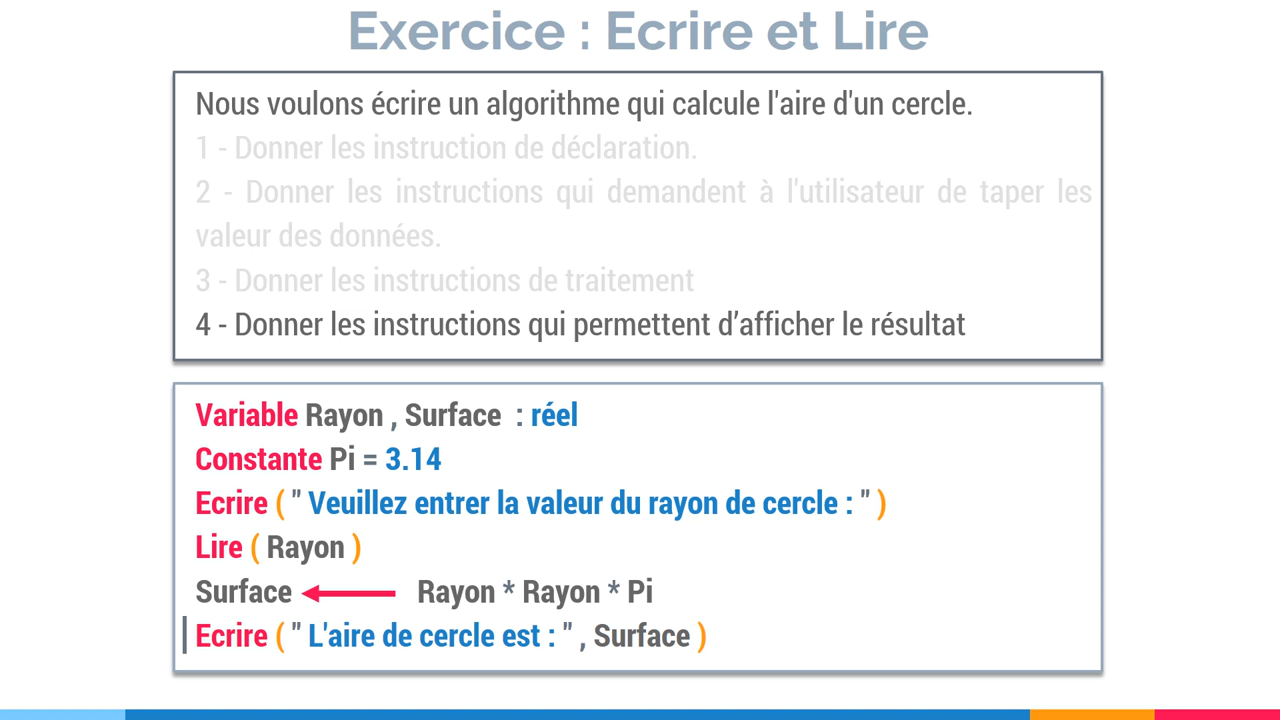 Exercice : Ecrire et Lire
Nous voulons écrire un algorithme qui calcule l'aire d'un cercle.
1 - Donner les instruction de déclaration.
2 - Donner les instructions qui demandent à l'utilisateur de taper les
valeur des données.
3 - Donner les instructions de traitement
4 - Donner les instructions qui permettent d’afficher le résultat
Variable Rayon , Surface : réel
Constante Pi = 3.14
Ecrire ( " Veuillez entrer la valeur du rayon de cercle : " )
Lire ( Rayon )
Surface ← Rayon * Rayon * Pi
Ecrire ( " L'aire de cercle est : " , Surface )